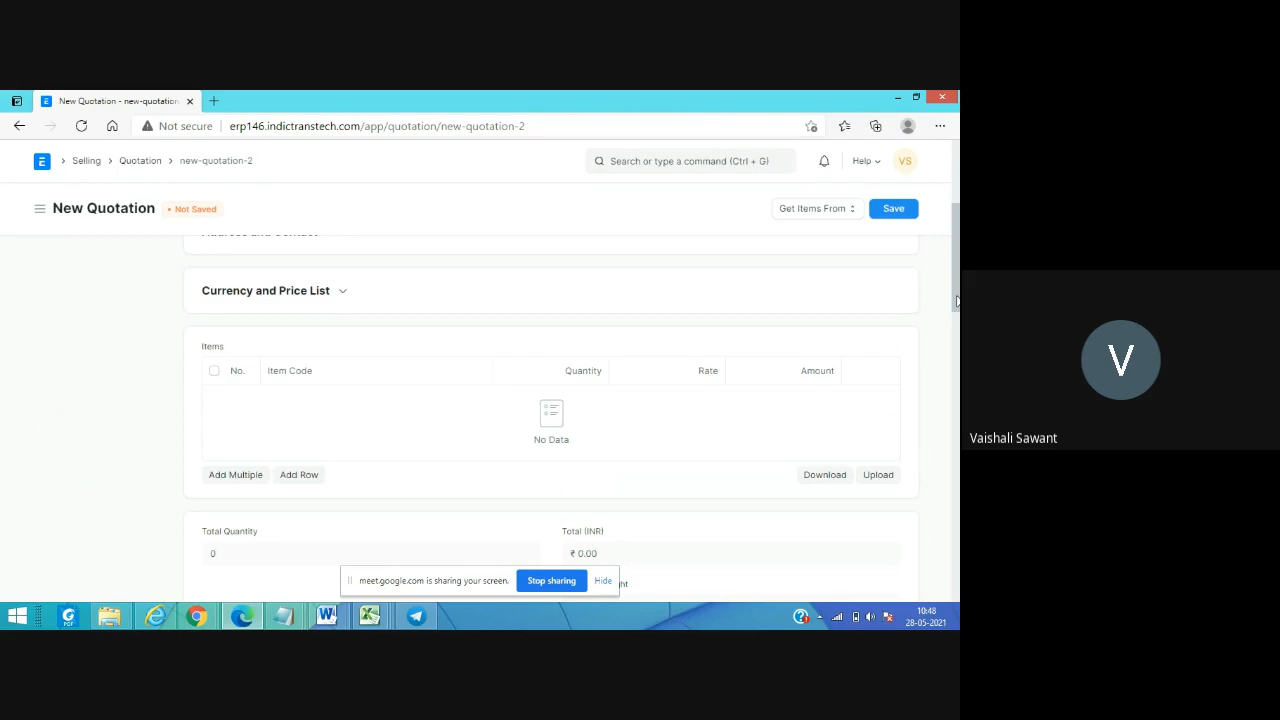 New Quotation - new-quotation
Not secure
erp146.indictranstech.com/app/quotation/new-quotation-2
E
Selling
Quotation
new-quotation-2
Search or type a command (Ctrl + G)
Help
VS
New Quotation
Not Saved
Get Items From
Save
Address and Contact
Currency and Price List
Items
No.
Item Code
Quantity
Rate
Amount
No Data
Add Multiple
Add Row
Download
Upload
Total Quantity
Total (INR)
0
₹ 0.00
meet.google.com is sharing your screen.
Stop sharing
Hide
ght
10:48
28-05-2021
V
Vaishali Sawant